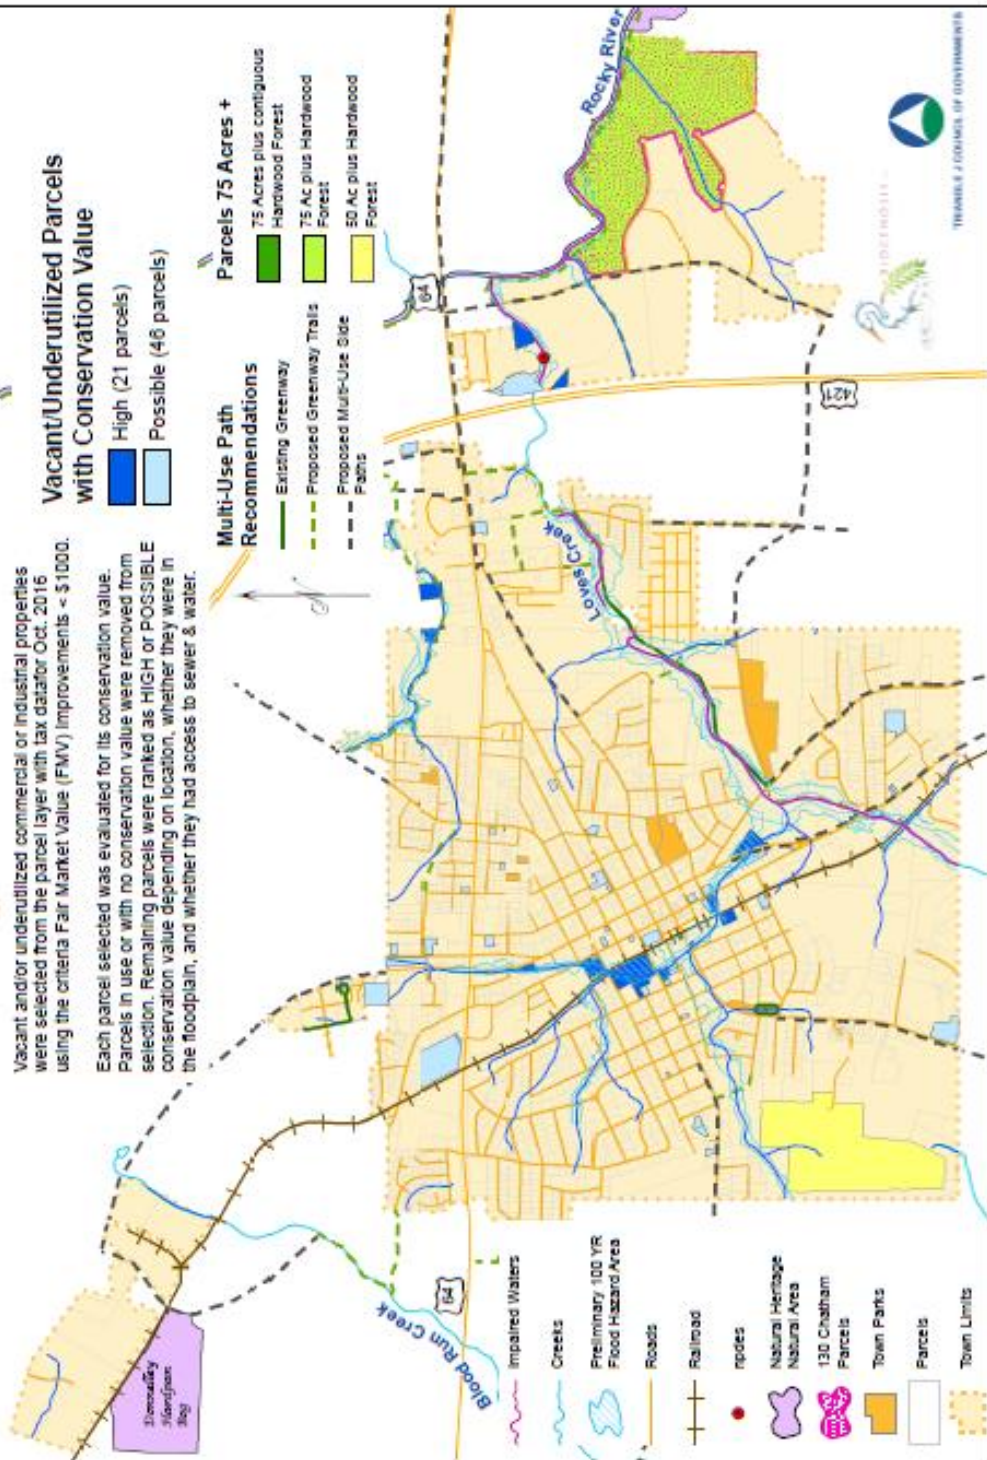 Vacant and/or underutilized commercial or industrial properties
were selected from the parcel layer with tax datafor Oct. 2016
using the criteria Fair Market Value (FMV) Improvements < $1000.
Each parcel selected was evaluated for its conservation value.
Parcels in use or with no conservation value were removed from
selection. Remaining parcels were ranked as HIGH or POSSIBLE
conservation value depending on location, whether they were in
the floodplain, and whether they had access to sewer & water.
Vacant/Underutilized Parcels
with Conservation Value
High (21 parcels)
Possible (46 parcels)
Multi-Use Path
Recommendations
Existing Greenway
Proposed Greenway Trails
Proposed Multi-Use Side
Paths
Parcels 75 Acres +
75 Acres plus contiguous
Hardwood Forest
75 Ac plus Hardwood
Forest
50 Ac plus Hardwood
Forest
Donnalley
Hardpan
Bog
Blood Run Creek
64
Loves Creek
64
421
Rocky River
Impaired Waters
Creeks
Preliminary 100 YR
Flood Hazard Area
Roads
Railroad
npdes
Natural Heritage
Natural Area
130 Chatham
Parcels
Town Parks
Parcels
Town Limits
TRIANGLE J COUNCIL OF GOVERNMENTS